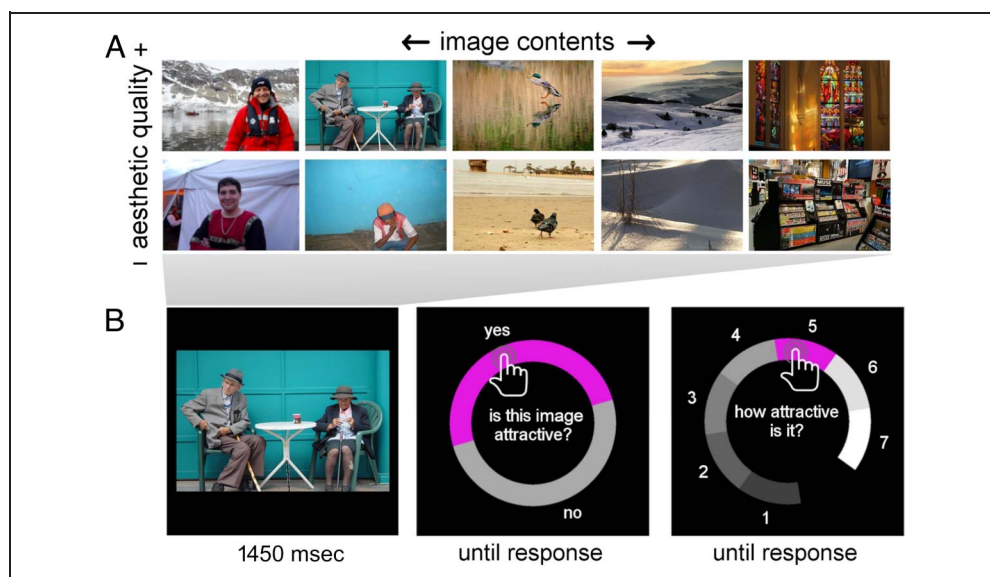 A
← image contents →
− aesthetic quality +
B
yes
is this image
attractive?
no
4
5
6
3
how attractive
is it?
7
2
1
1450 msec
until response
until response